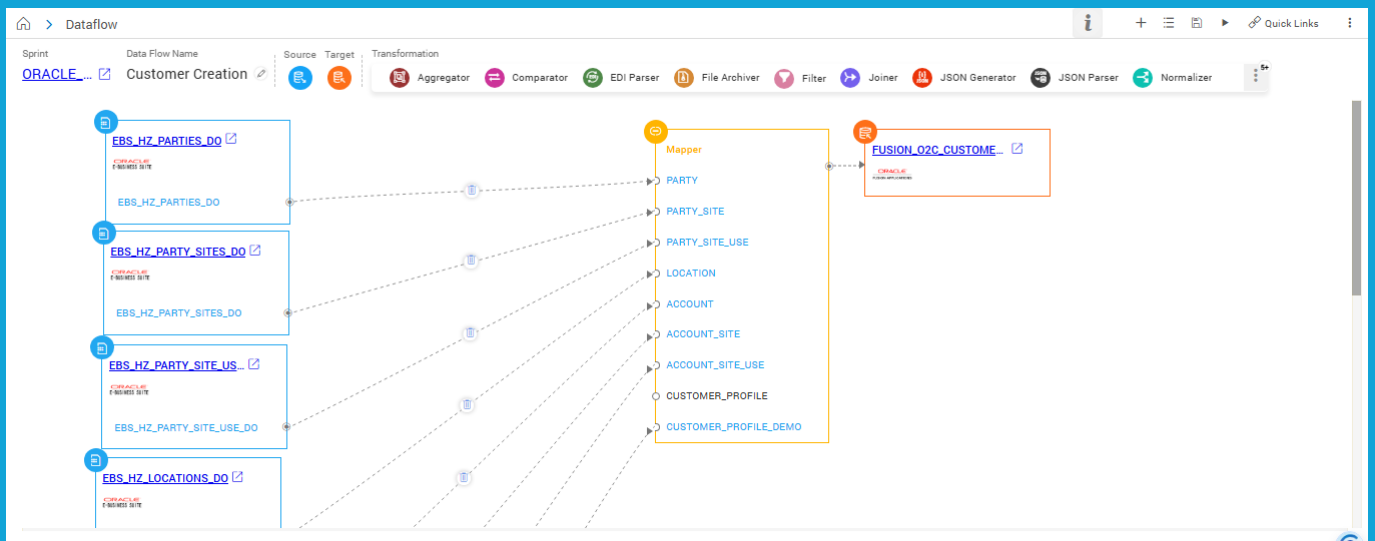 Dataflow
Quick Links
Sprint
Data Flow Name
Source
Target
Transformation
ORACLE_...
Customer Creation
Aggregator
Comparator
EDI Parser
File Archiver
Filter
Joiner
JSON Generator
JSON Parser
Normalizer
5+
EBS_HZ_PARTIES_DO
ORACLE
E-BUSINESS SUITE
EBS_HZ_PARTIES_DO
EBS_HZ_PARTY_SITES_DO
ORACLE
E-BUSINESS SUITE
EBS_HZ_PARTY_SITES_DO
EBS_HZ_PARTY_SITE_US...
ORACLE
E-BUSINESS SUITE
EBS_HZ_PARTY_SITE_USE_DO
EBS_HZ_LOCATIONS_DO
ORACLE
E-BUSINESS SUITE
Mapper
PARTY
PARTY_SITE
PARTY_SITE_USE
LOCATION
ACCOUNT
ACCOUNT_SITE
ACCOUNT_SITE_USE
CUSTOMER_PROFILE
CUSTOMER_PROFILE_DEMO
FUSION_O2C_CUSTOME...
ORACLE
FUSION APPLICATIONS